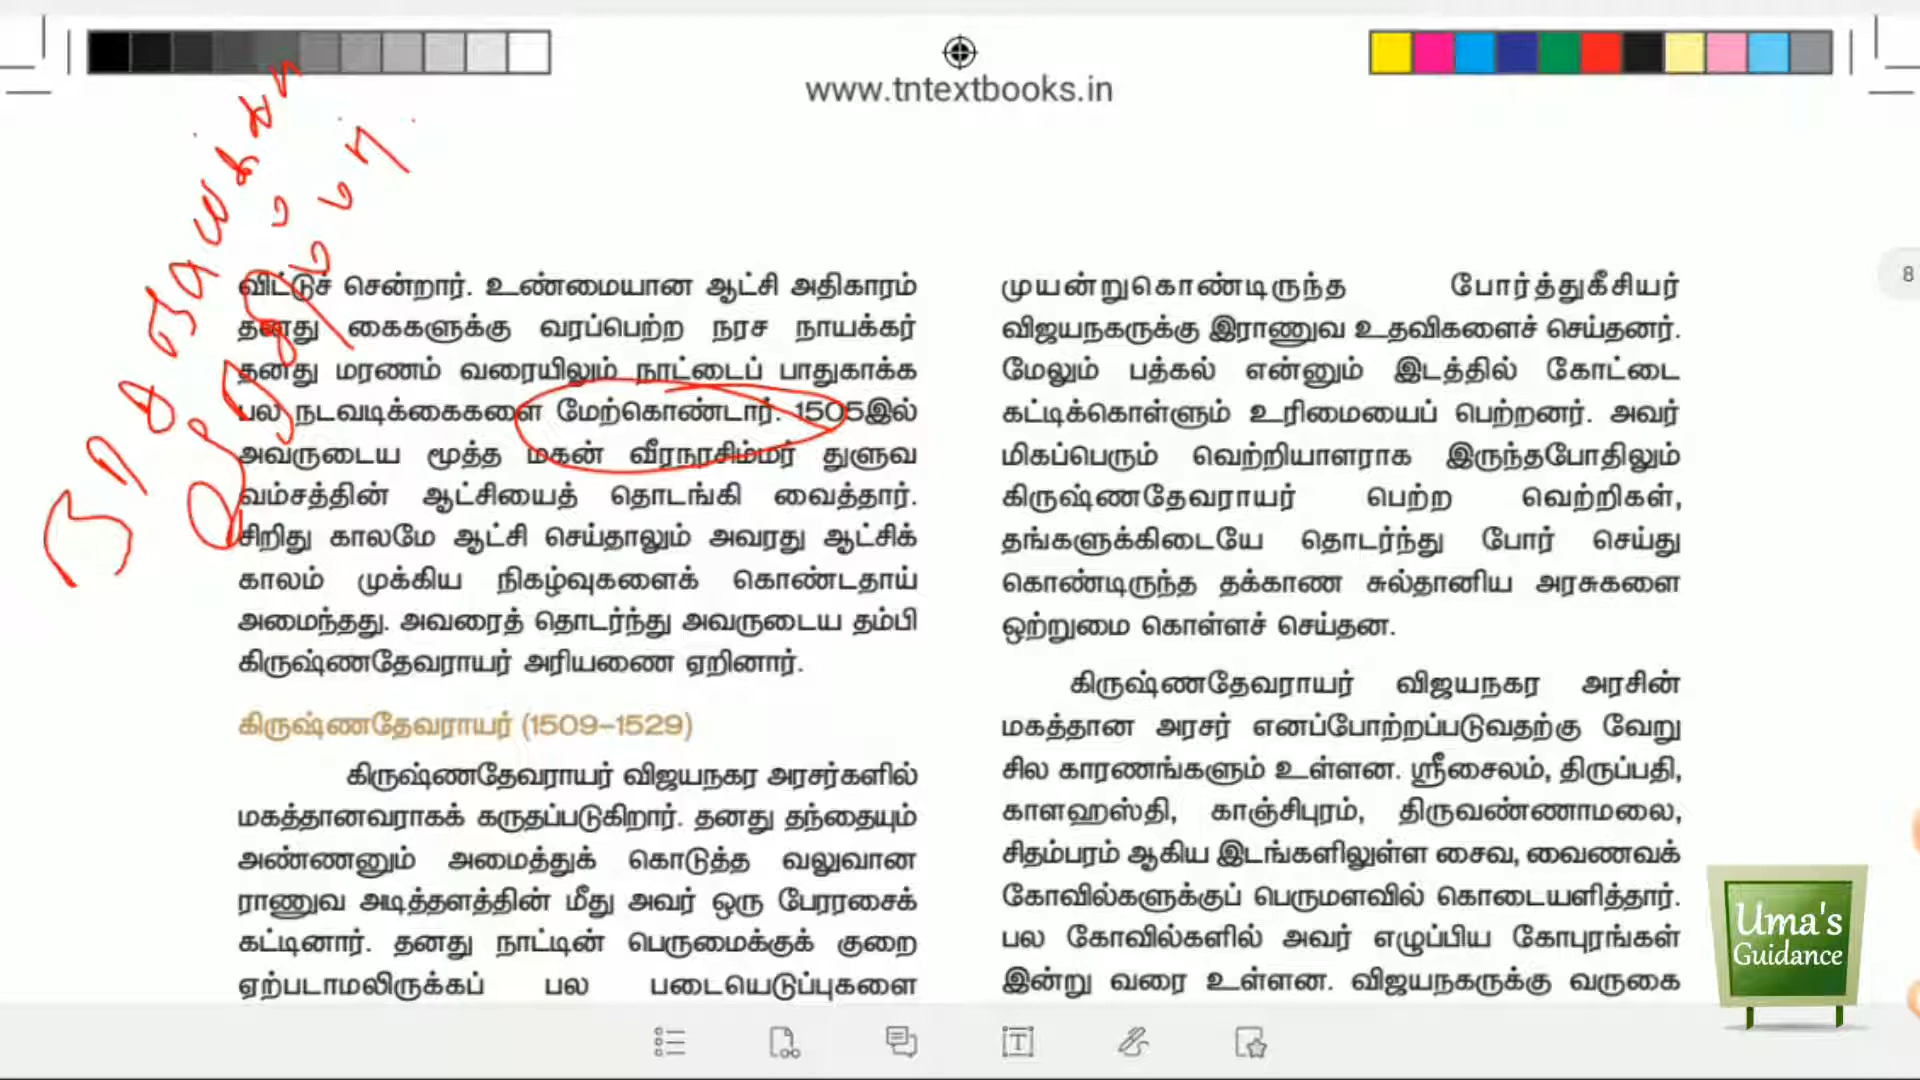 www.tntextbooks.in
விட்டுச் சென்றார். உண்மையான ஆட்சி அதிகாரம்
தனது கைகளுக்கு வரப்பெற்ற நரச நாயக்கர்
தனது மரணம் வரையிலும் நாட்டைப் பாதுகாக்க
பல நடவடிக்கைகளை மேற்கொண்டார். 1505இல்
அவருடைய மூத்த மகன் வீரநரசிம்மர் துளுவ
வம்சத்தின் ஆட்சியைத் தொடங்கி வைத்தார்.
சிறிது காலமே ஆட்சி செய்தாலும் அவரது ஆட்சிக்
காலம் முக்கிய நிகழ்வுகளைக் கொண்டதாய்
அமைந்தது. அவரைத் தொடர்ந்து அவருடைய தம்பி
கிருஷ்ணதேவராயர் அரியணை ஏறினார்.
கிருஷ்ணதேவராயர் (1509–1529)
கிருஷ்ணதேவராயர் விஜயநகர அரசர்களில்
மகத்தானவராகக் கருதப்படுகிறார். தனது தந்தையும்
அண்ணனும் அமைத்துக் கொடுத்த வலுவான
ராணுவ அடித்தளத்தின் மீது அவர் ஒரு பேரரசைக்
கட்டினார். தனது நாட்டின் பெருமைக்குக் குறை
ஏற்படாமலிருக்கப் பல படையெடுப்புகளை
முயன்றுகொண்டிருந்த போர்த்துகீசியர்
விஜயநகருக்கு இராணுவ உதவிகளைச் செய்தனர்.
மேலும் பத்கல் என்னும் இடத்தில் கோட்டை
கட்டிக்கொள்ளும் உரிமையைப் பெற்றனர். அவர்
மிகப்பெரும் வெற்றியாளராக இருந்தபோதிலும்
கிருஷ்ணதேவராயர் பெற்ற வெற்றிகள்,
தங்களுக்கிடையே தொடர்ந்து போர் செய்து
கொண்டிருந்த தக்காண சுல்தானிய அரசுகளை
ஒற்றுமை கொள்ளச் செய்தன.
கிருஷ்ணதேவராயர் விஜயநகர அரசின்
மகத்தான அரசர் எனப்போற்றப்படுவதற்கு வேறு
சில காரணங்களும் உள்ளன. ஸ்ரீசைலம், திருப்பதி,
காளஹஸ்தி, காஞ்சிபுரம், திருவண்ணாமலை,
சிதம்பரம் ஆகிய இடங்களிலுள்ள சைவ, வைணவக்
கோவில்களுக்குப் பெருமளவில் கொடையளித்தார்.
பல கோவில்களில் அவர் எழுப்பிய கோபுரங்கள்
இன்று வரை உள்ளன. விஜயநகருக்கு வருகை
8
Uma's
Guidance